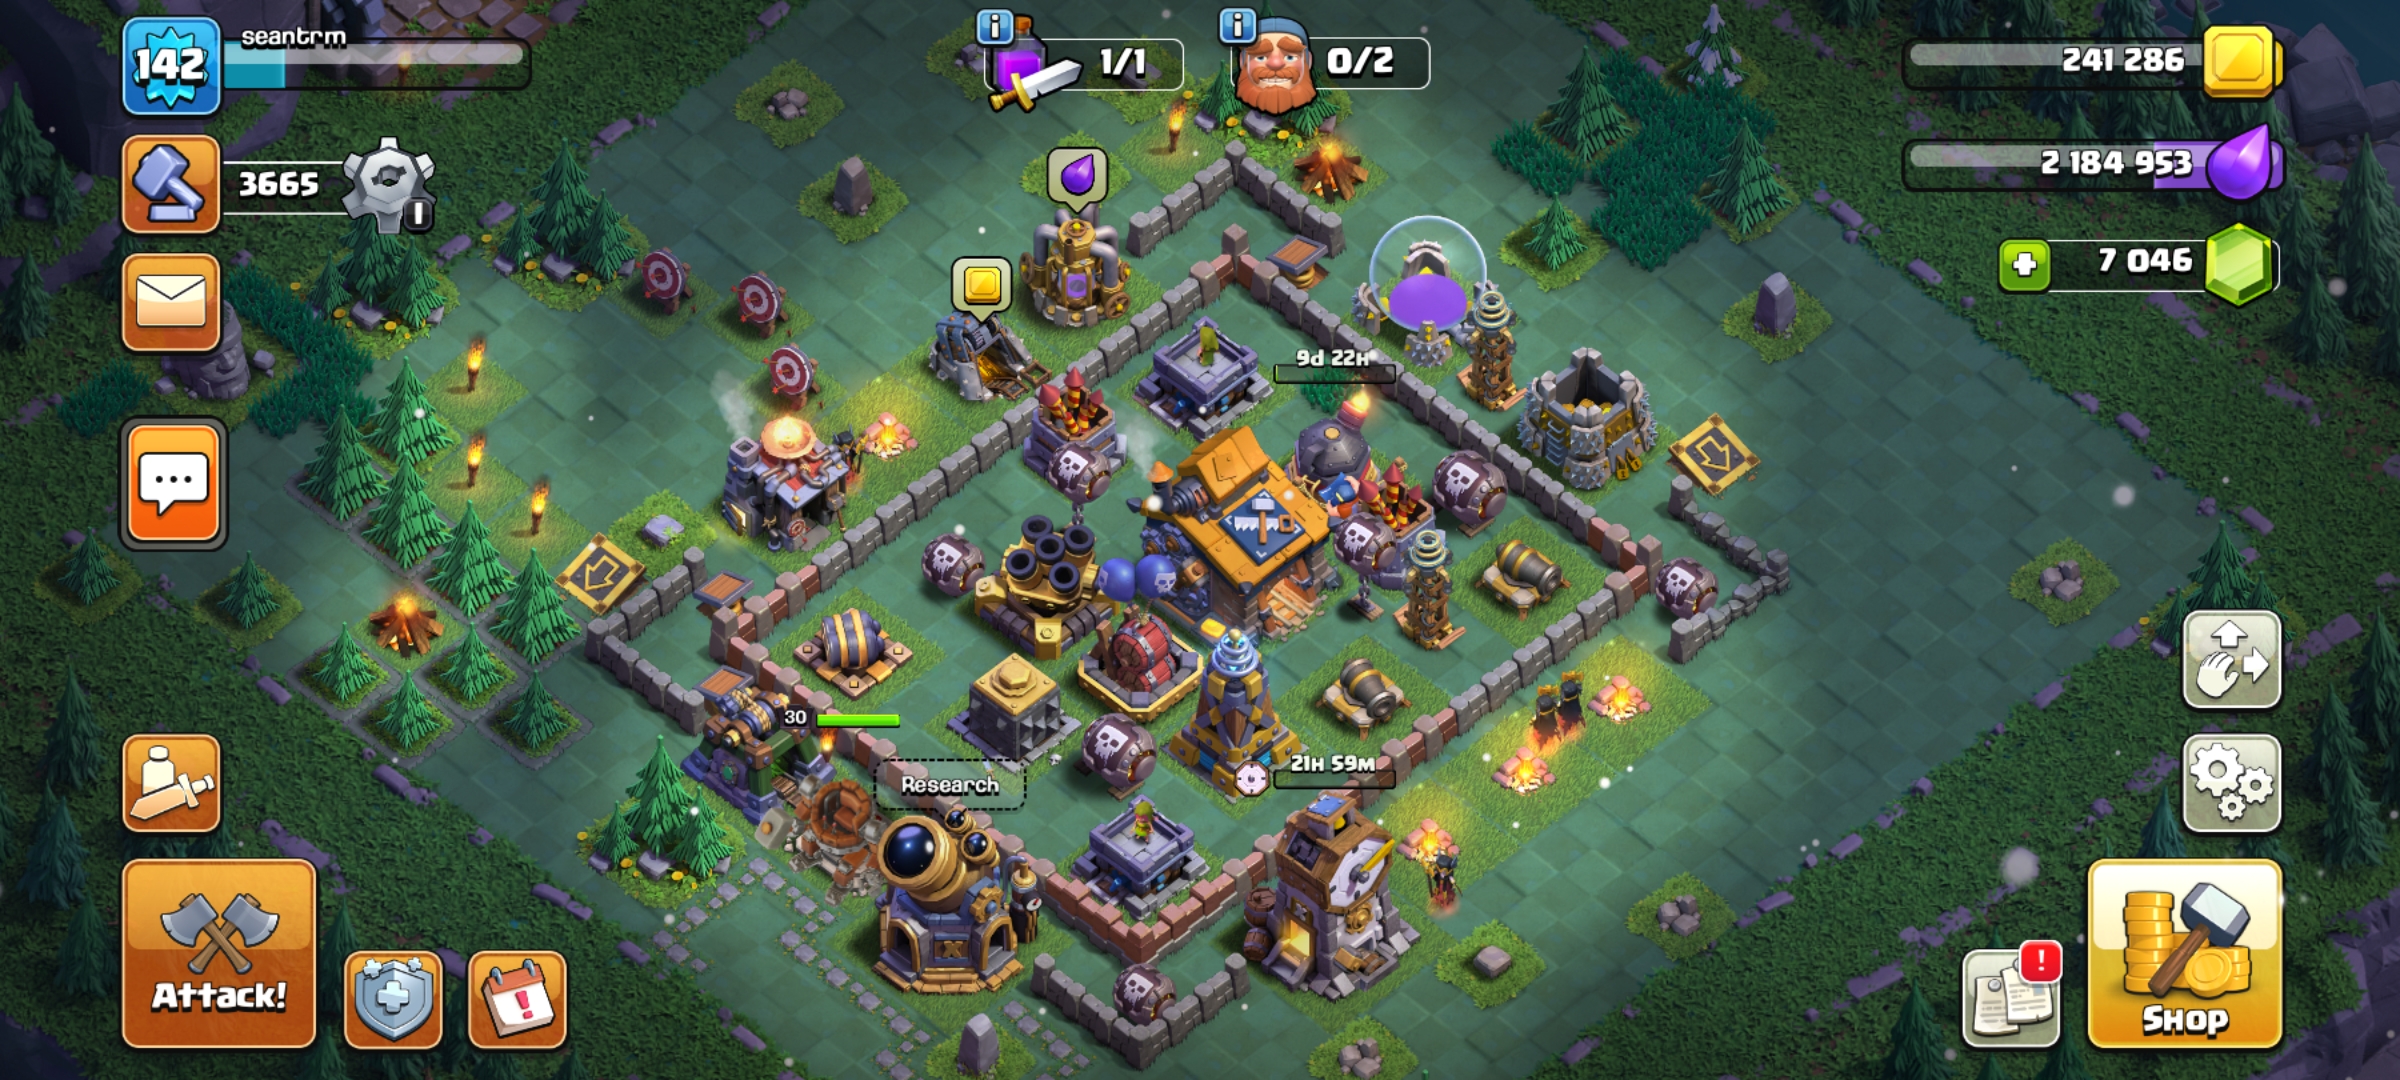 142
seantrm
1/1
0/2
241 286
3665
I
2 184 953
7 046
9d 22H
30
21H 59M
Research
Attack!
!
!
Shop